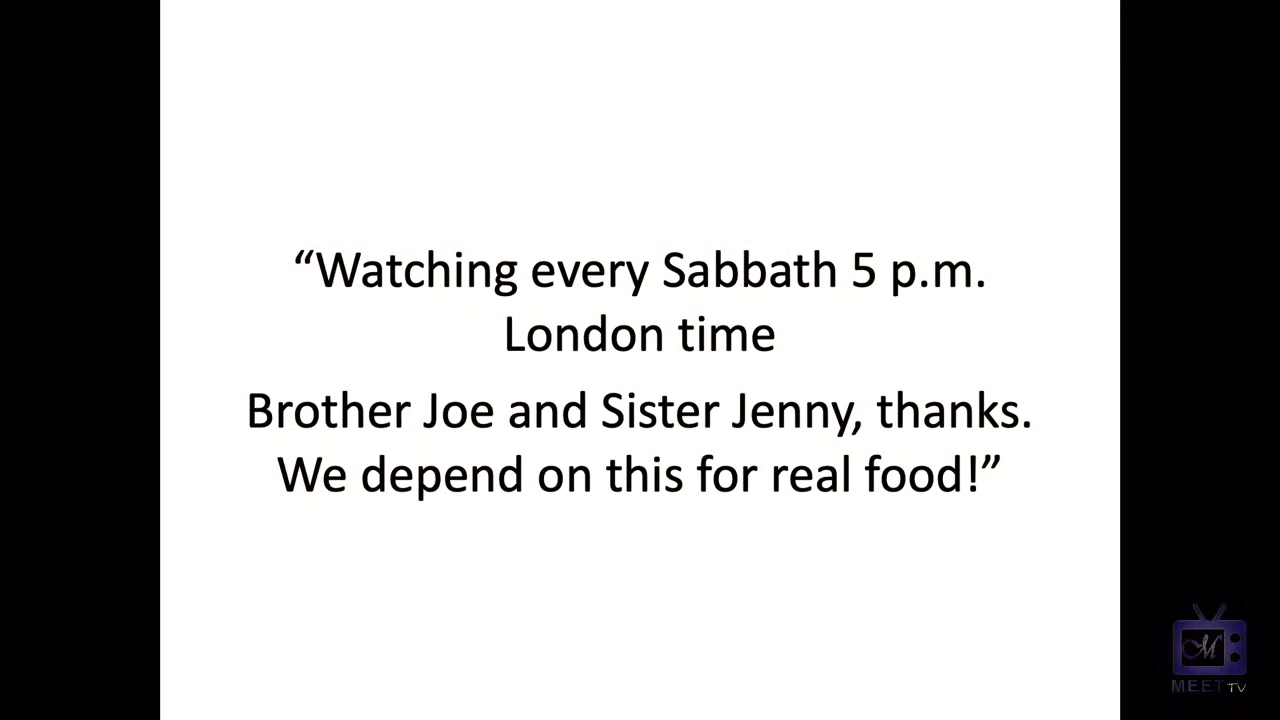 “Watching every Sabbath 5 p.m.
London time
Brother Joe and Sister Jenny, thanks.
We depend on this for real food!”
M
M.E.E.T TV